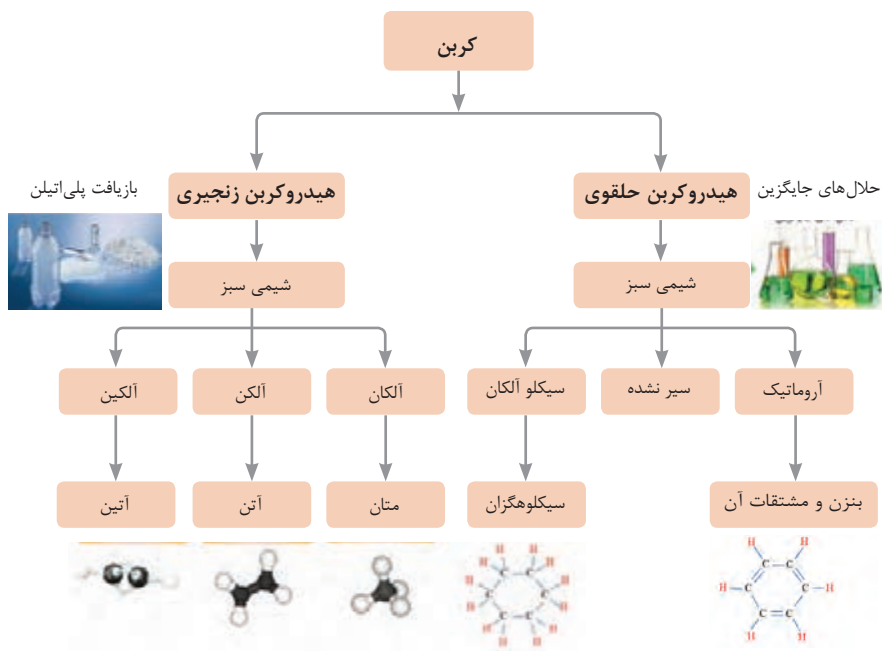 کربن
حلال‌های جایگزین
هیدروکربن حلقوی
هیدروکربن زنجیری
بازیافت پلی‌اتیلن
شیمی سبز
شیمی سبز
آروماتیک
سیر نشده
سیکلو آلکان
آلکان
آلکن
آلکین
بنزن و مشتقات آن
سیکلوهگزان
متان
آتن
آتین
H H
C
C C
H C C H
C C
H H